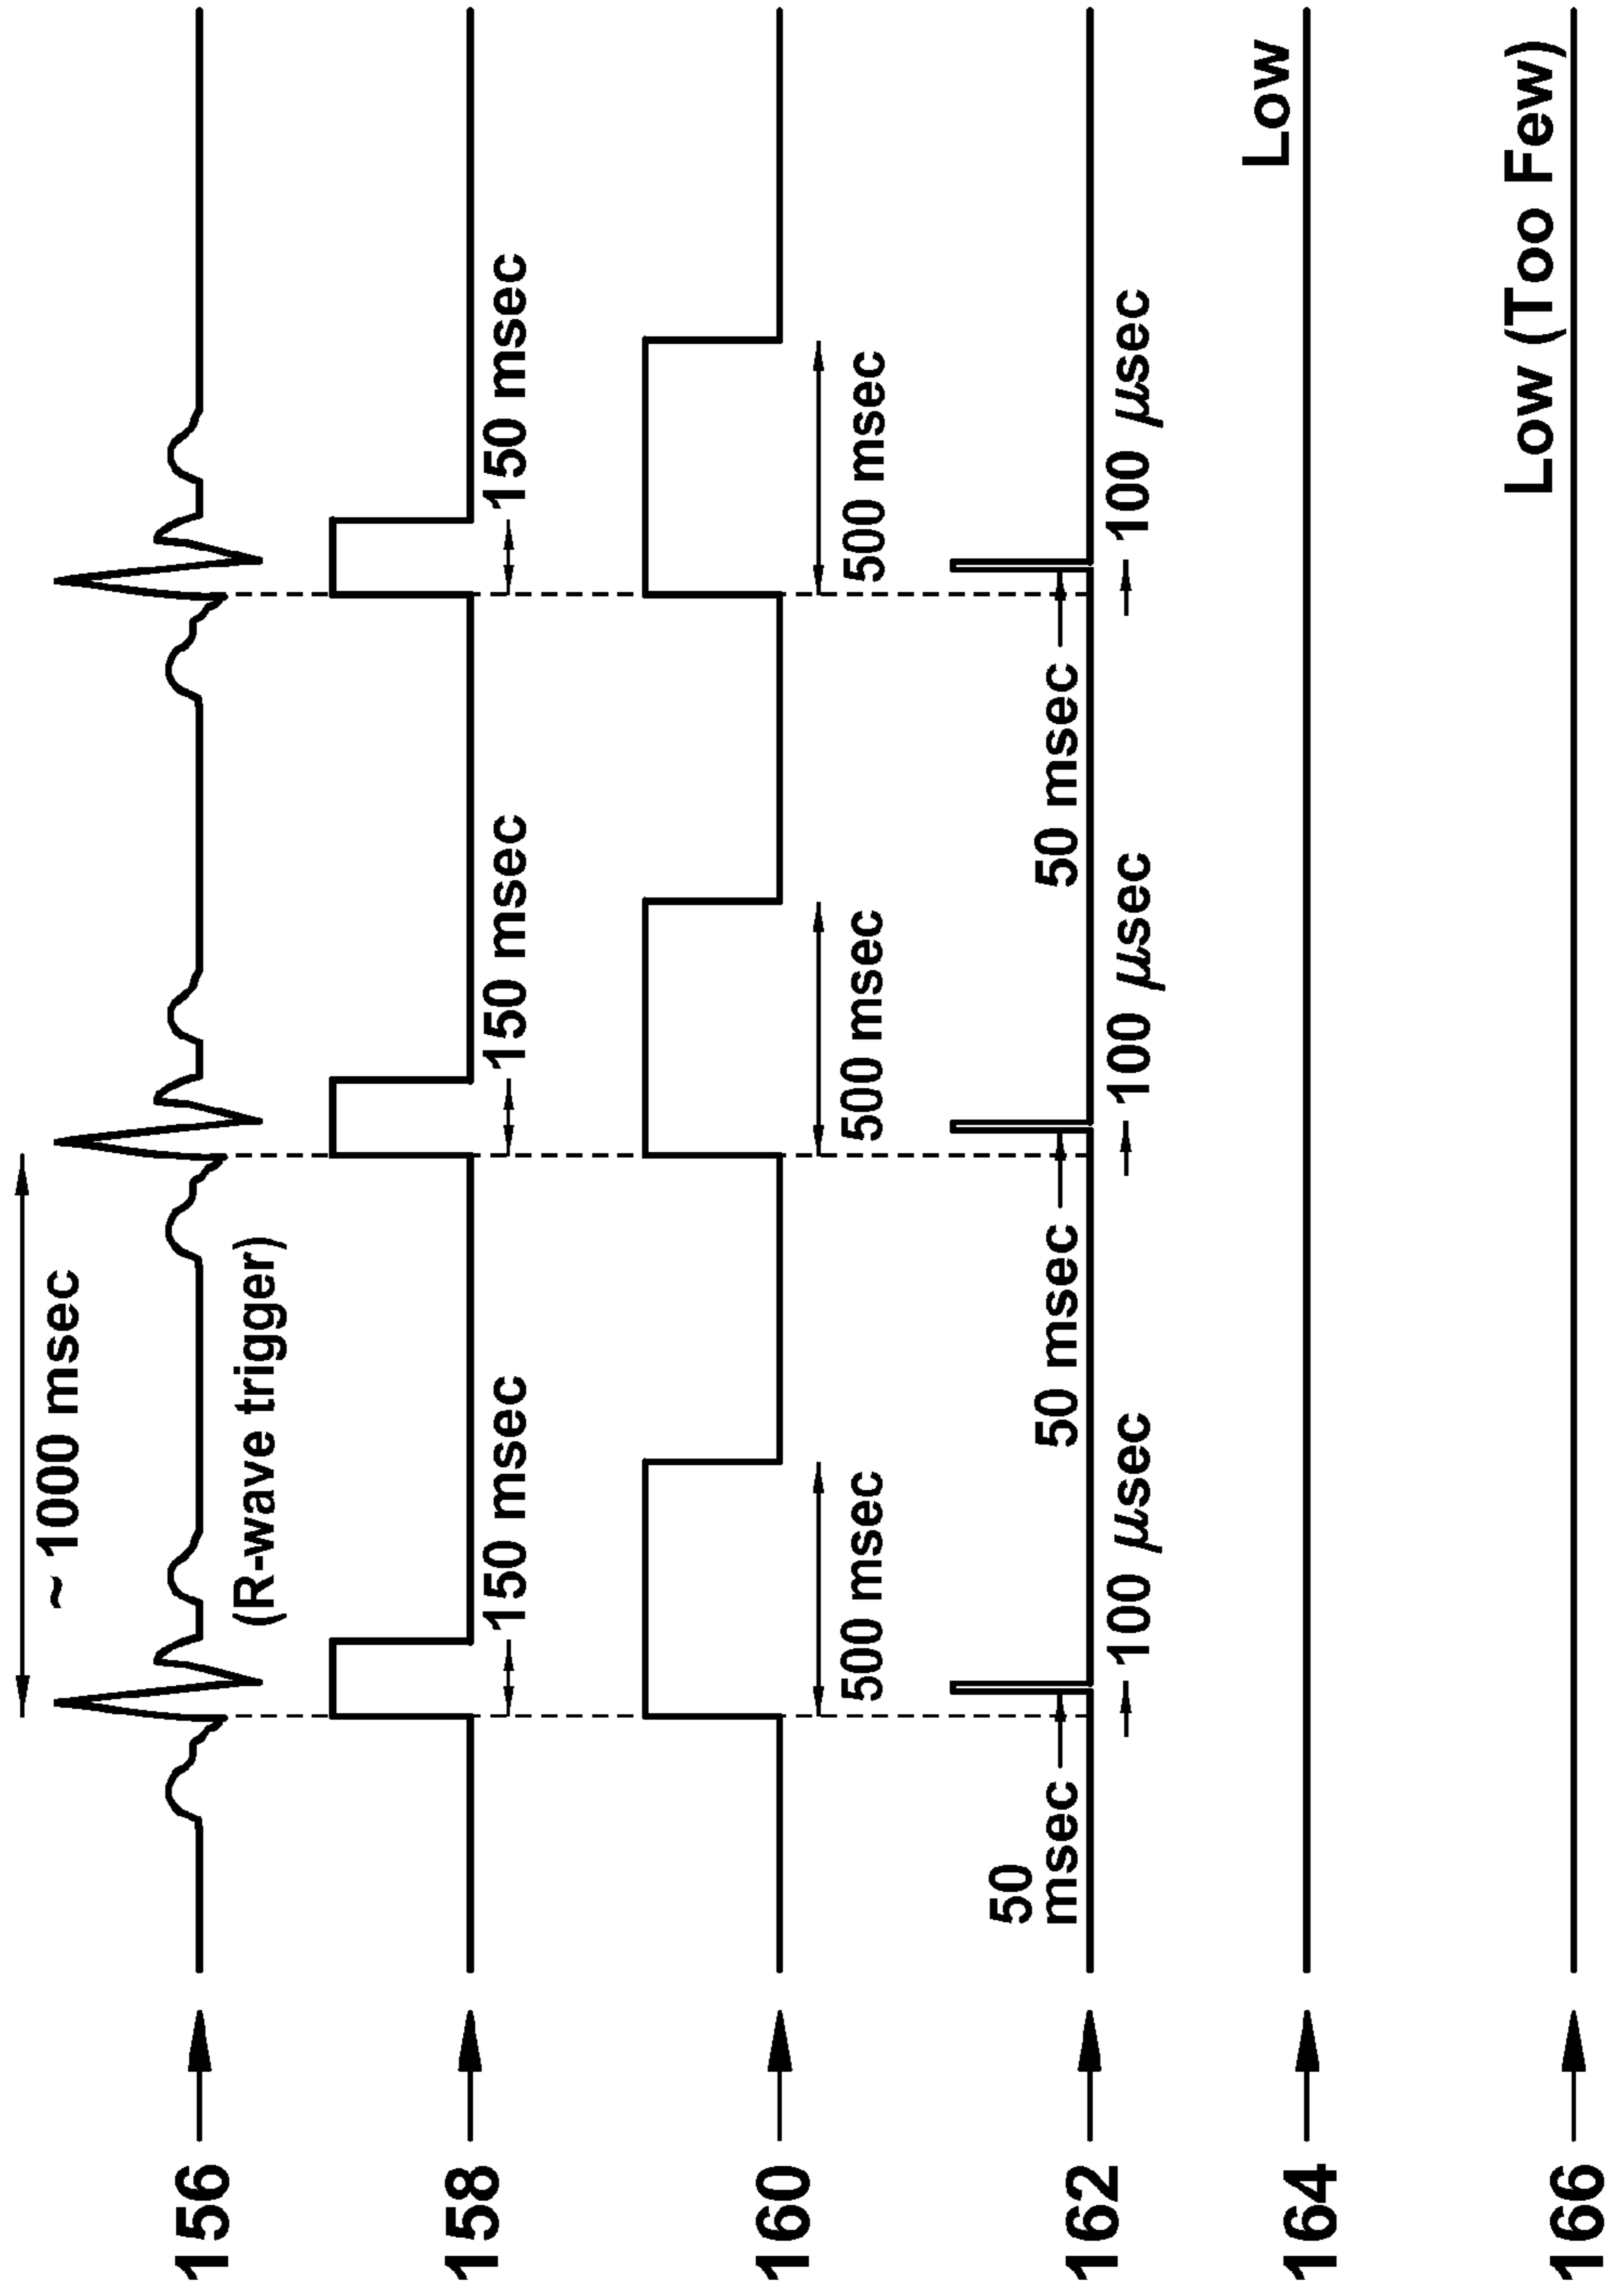 ~ 1000 msec
156
(R-wave trigger)
158
150 msec
150 msec
150 msec
160
500 msec
500 msec
500 msec
50
msec
50 msec
50 msec
162
100 μsec
100 μsec
100 μsec
Low
164
Low (Too Few)
166